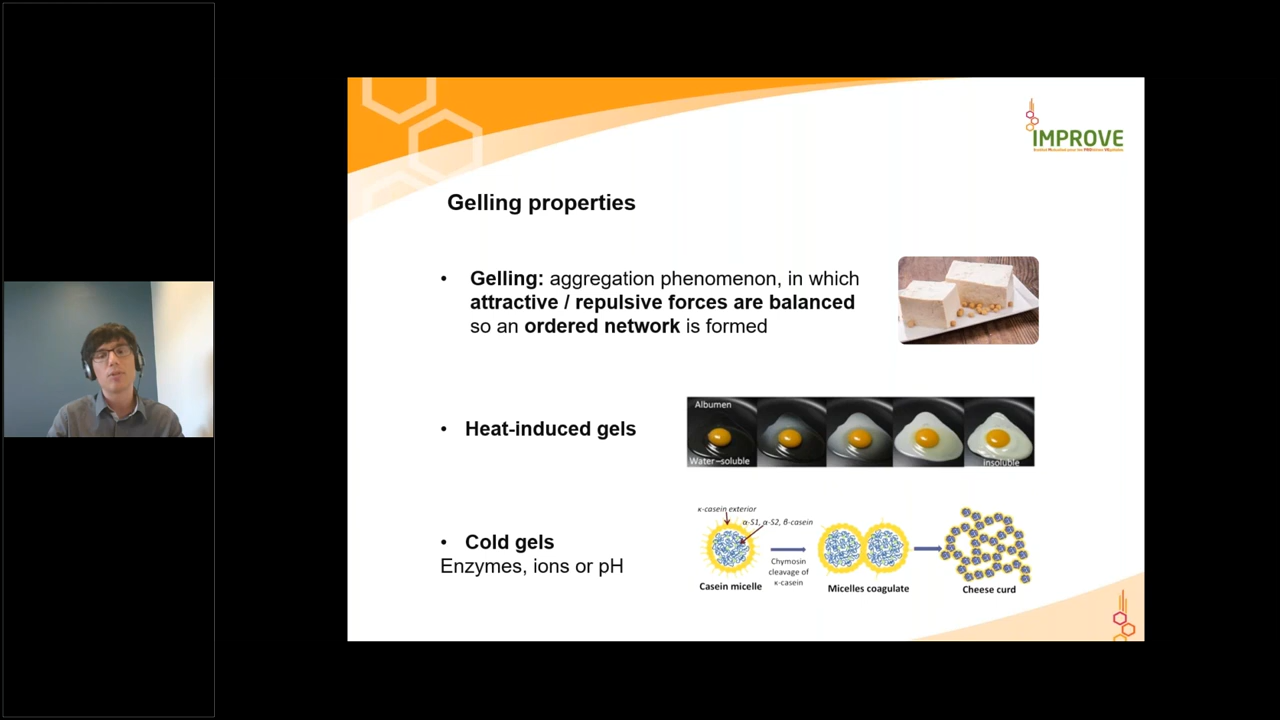 IMPROVE
Gelling properties
• Gelling: aggregation phenomenon, in which
attractive / repulsive forces are balanced
so an ordered network is formed
Albumen
Water-soluble
insoluble
• Heat-induced gels
κ-casein exterior
α-S1, α-S2, β-casein
• Cold gels
Enzymes, ions or pH
Chymosin
cleavage of
κ-casein
Casein micelle
Micelles coagulate
Cheese curd